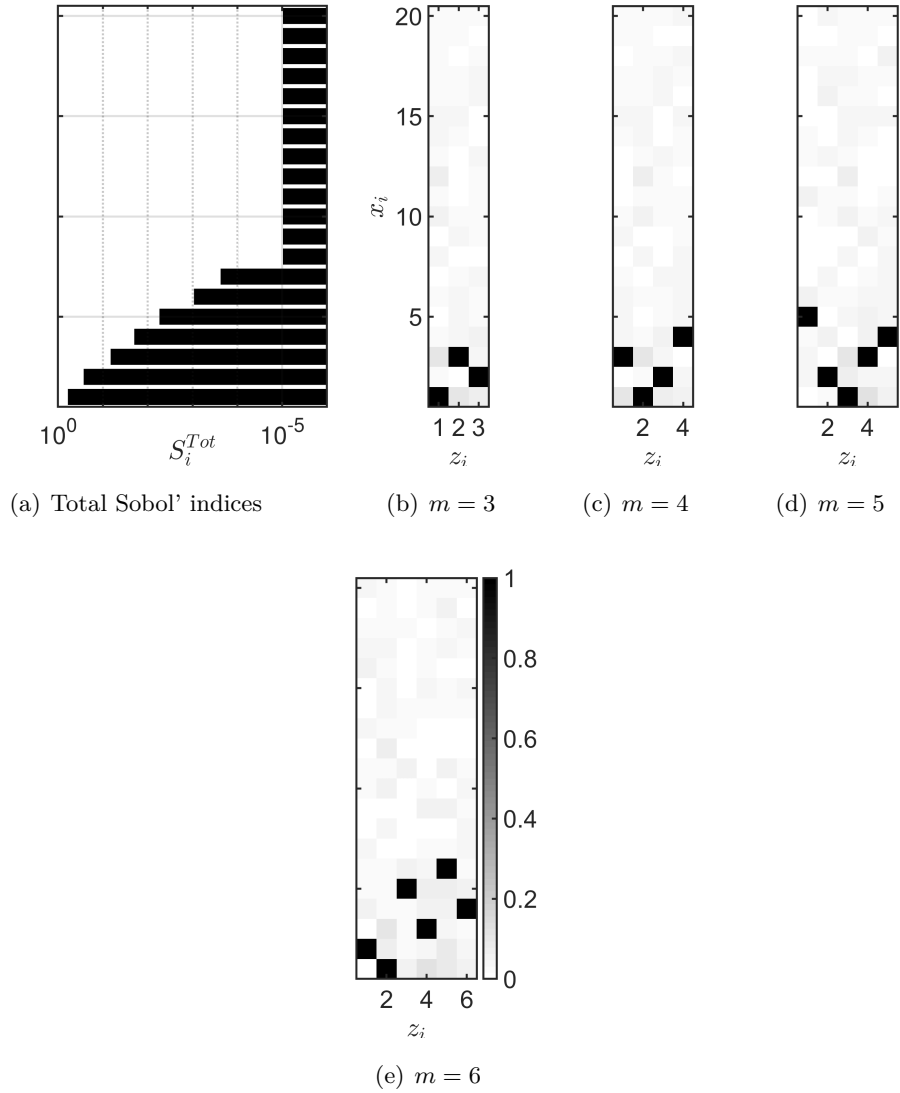 20
15
10
5
x_i
10^0
10^-5
S_i^Tot
1 2 3
z_i
2 4
z_i
2 4
z_i
(a) Total Sobol’ indices
(b) m = 3
(c) m = 4
(d) m = 5
1
0.8
0.6
0.4
0.2
0
2 4 6
z_i
(e) m = 6